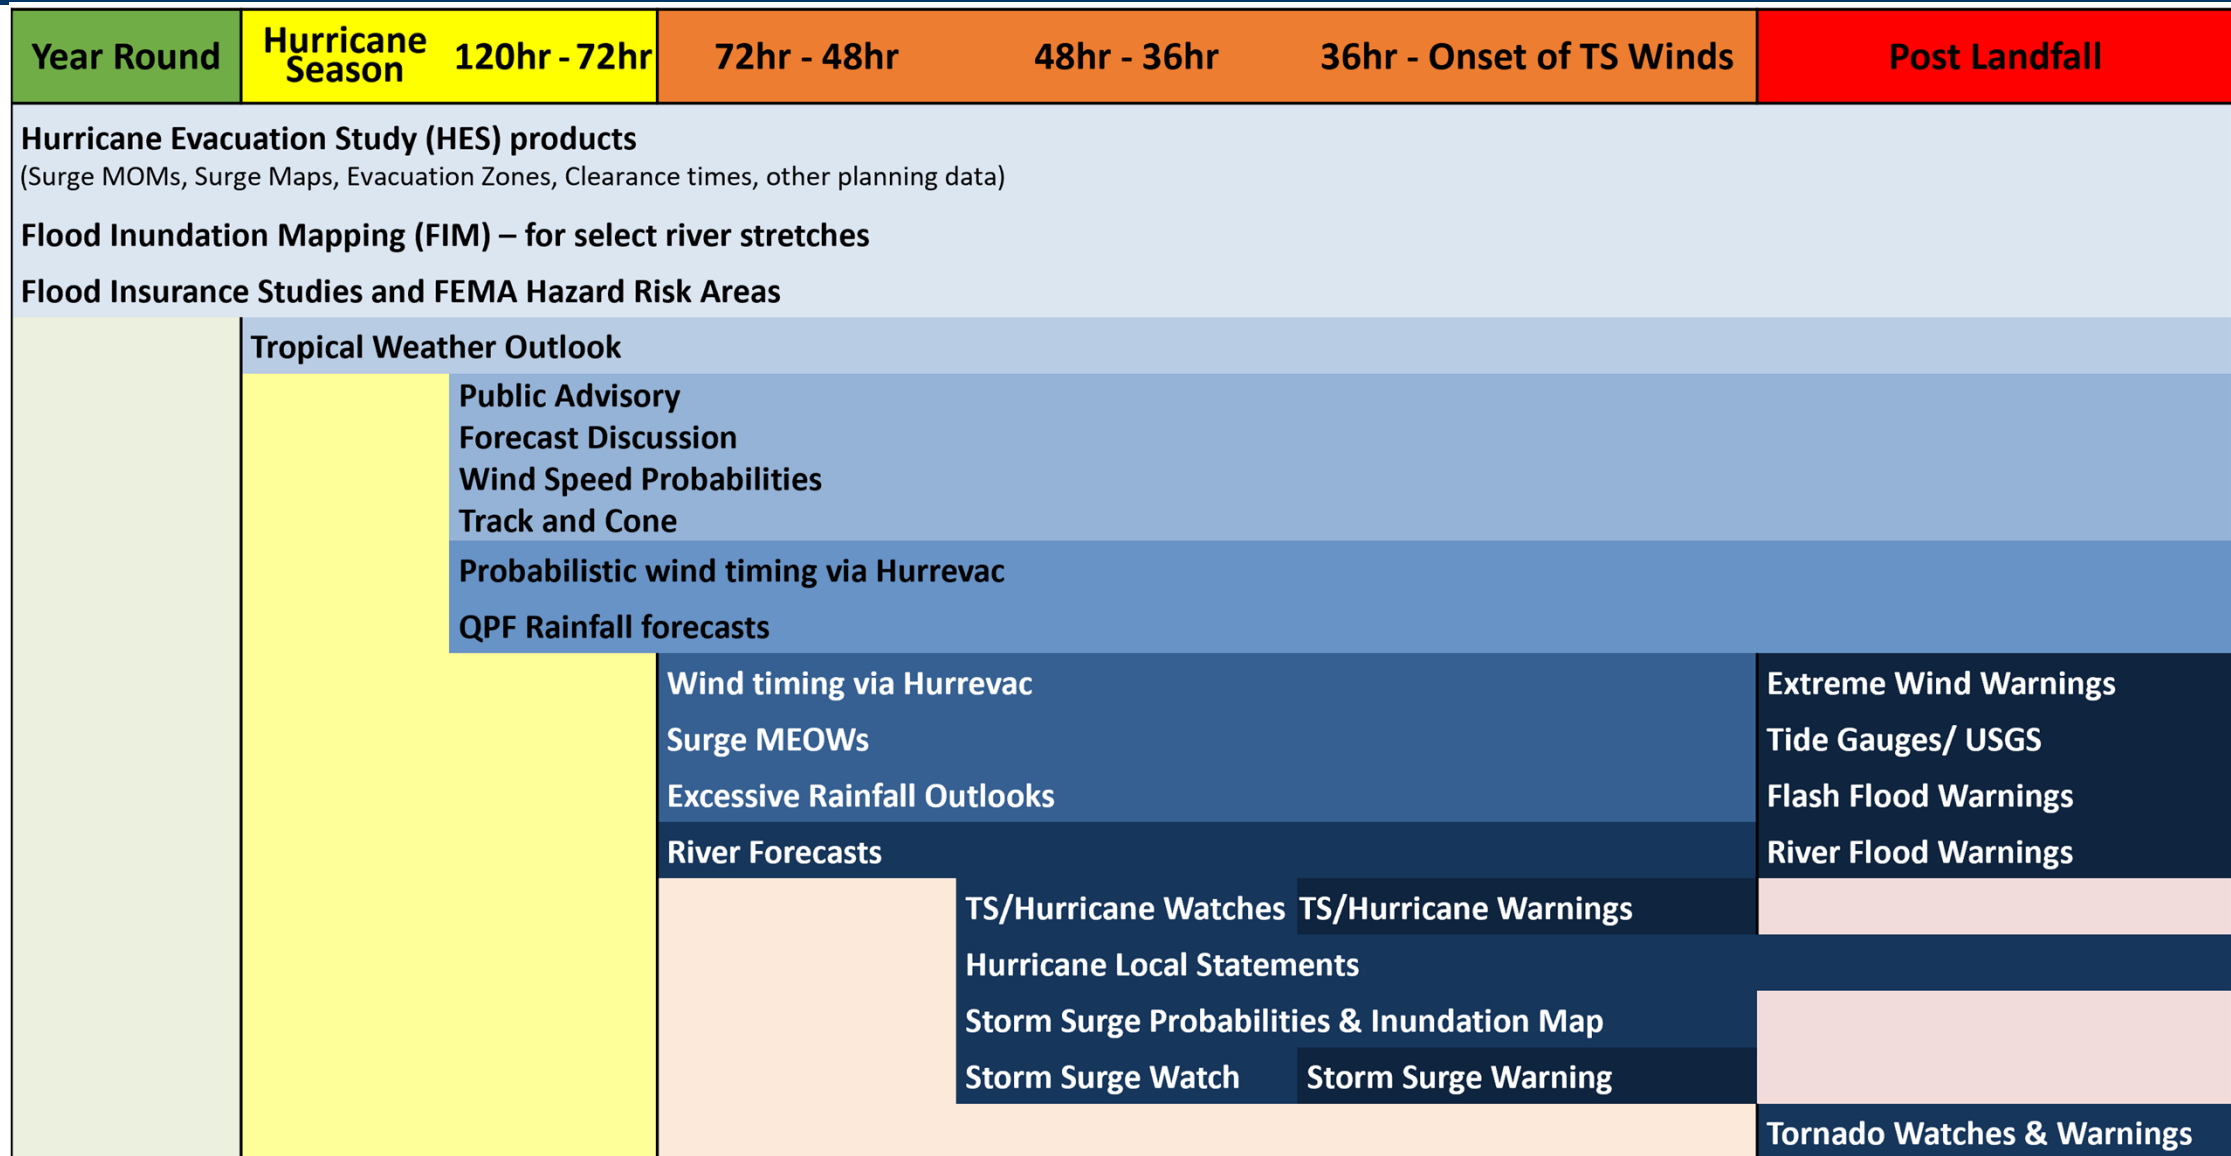 Year Round
Hurricane
Season
120hr - 72hr
72hr - 48hr
48hr - 36hr
36hr - Onset of TS Winds
Post Landfall
Hurricane Evacuation Study (HES) products
(Surge MOMs, Surge Maps, Evacuation Zones, Clearance times, other planning data)
Flood Inundation Mapping (FIM) – for select river stretches
Flood Insurance Studies and FEMA Hazard Risk Areas
Tropical Weather Outlook
Public Advisory
Forecast Discussion
Wind Speed Probabilities
Track and Cone
Probabilistic wind timing via Hurrevac
QPF Rainfall forecasts
Wind timing via Hurrevac
Extreme Wind Warnings
Surge MEOWs
Tide Gauges/ USGS
Excessive Rainfall Outlooks
Flash Flood Warnings
River Forecasts
River Flood Warnings
TS/Hurricane Watches
TS/Hurricane Warnings
Hurricane Local Statements
Storm Surge Probabilities & Inundation Map
Storm Surge Watch
Storm Surge Warning
Tornado Watches & Warnings